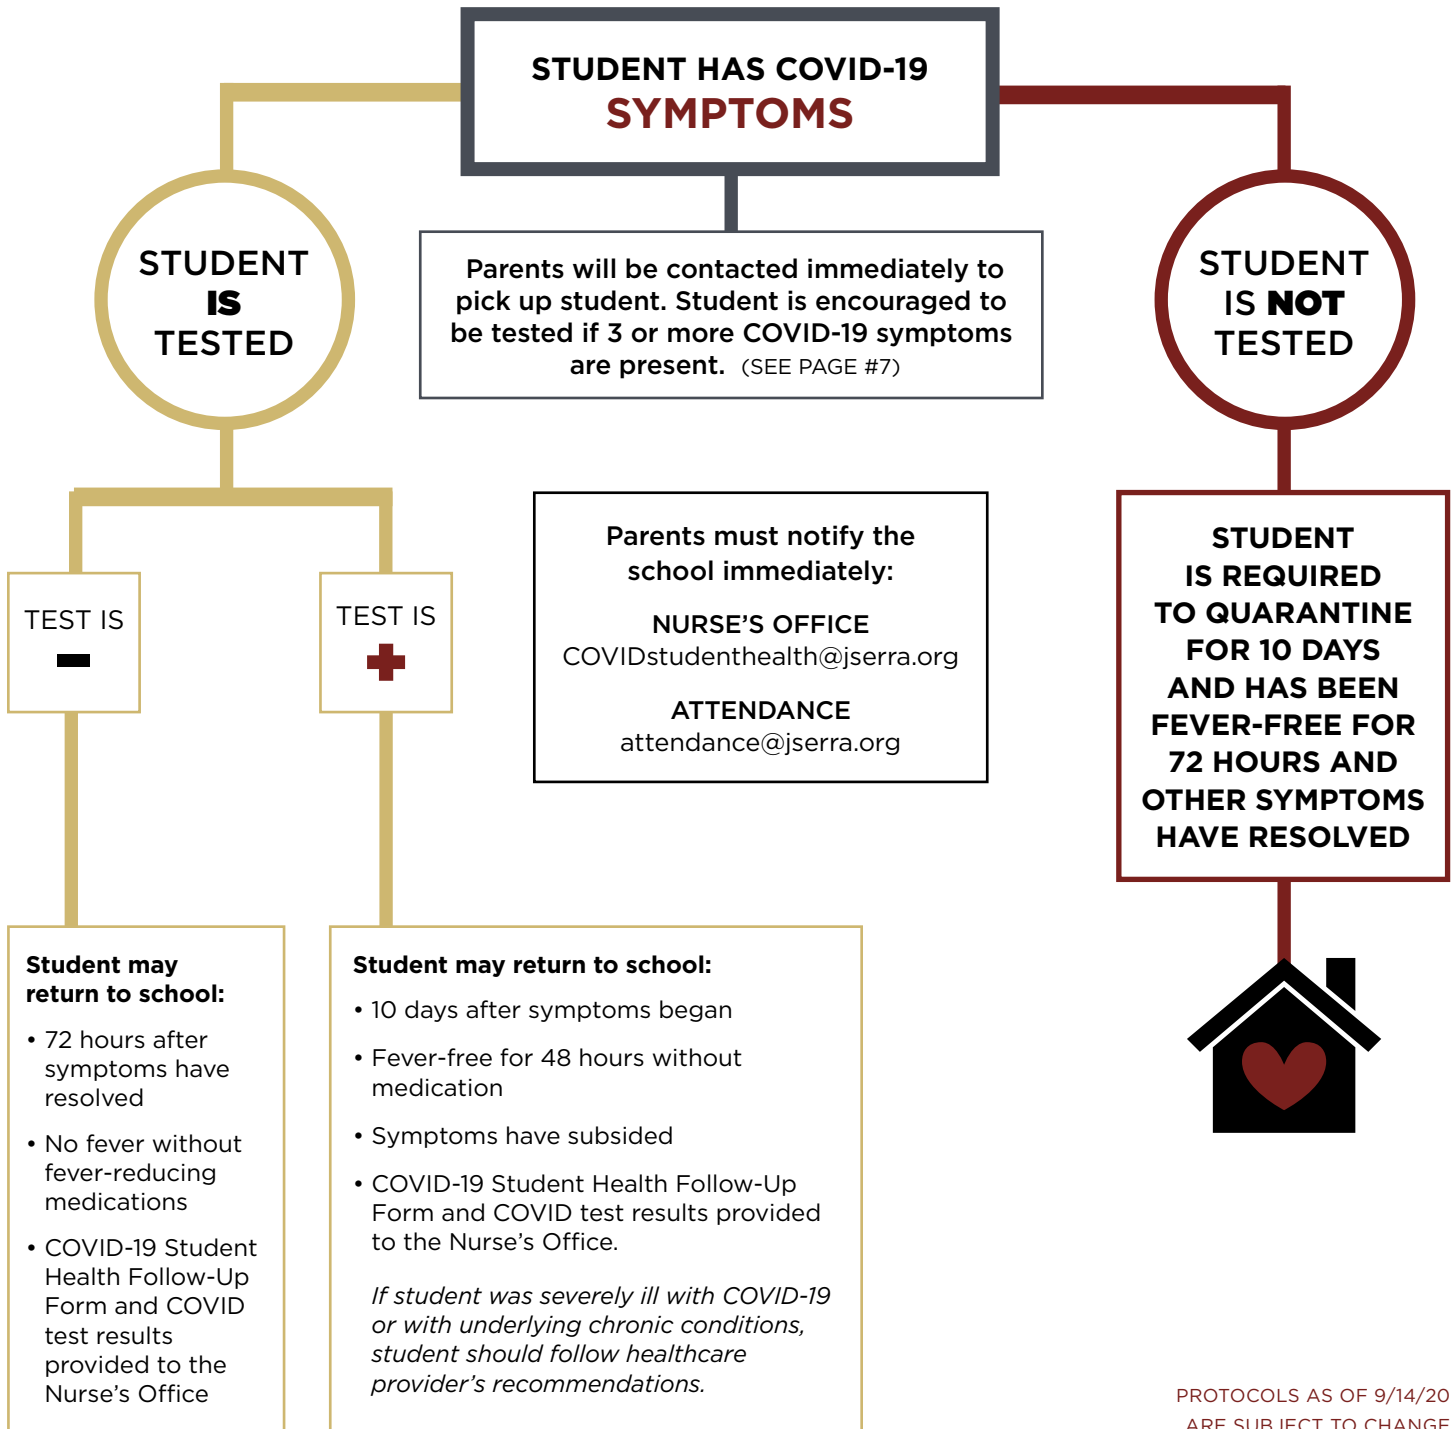 STUDENT HAS COVID-19
SYMPTOMS
STUDENT
IS
TESTED
Parents will be contacted immediately to
pick up student. Student is encouraged to
be tested if 3 or more COVID-19 symptoms
are present. (SEE PAGE #7)
STUDENT
IS NOT
TESTED
TEST IS
-
TEST IS
+
Parents must notify the
school immediately:
NURSE'S OFFICE
COVIDstudenthealth@jserra.org
ATTENDANCE
attendance@jserra.org
STUDENT
IS REQUIRED
TO QUARANTINE
FOR 10 DAYS
AND HAS BEEN
FEVER-FREE FOR
72 HOURS AND
OTHER SYMPTOMS
HAVE RESOLVED
Student may
return to school:
• 72 hours after
symptoms have
resolved
• No fever without
fever-reducing
medications
• COVID-19 Student
Health Follow-Up
Form and COVID
test results
provided to the
Nurse's Office
Student may return to school:
• 10 days after symptoms began
• Fever-free for 48 hours without
medication
• Symptoms have subsided
• COVID-19 Student Health Follow-Up
Form and COVID test results provided
to the Nurse's Office.
If student was severely ill with COVID-19
or with underlying chronic conditions,
student should follow healthcare
provider's recommendations.
PROTOCOLS AS OF 9/14/20
ARE SUBJECT TO CHANGE